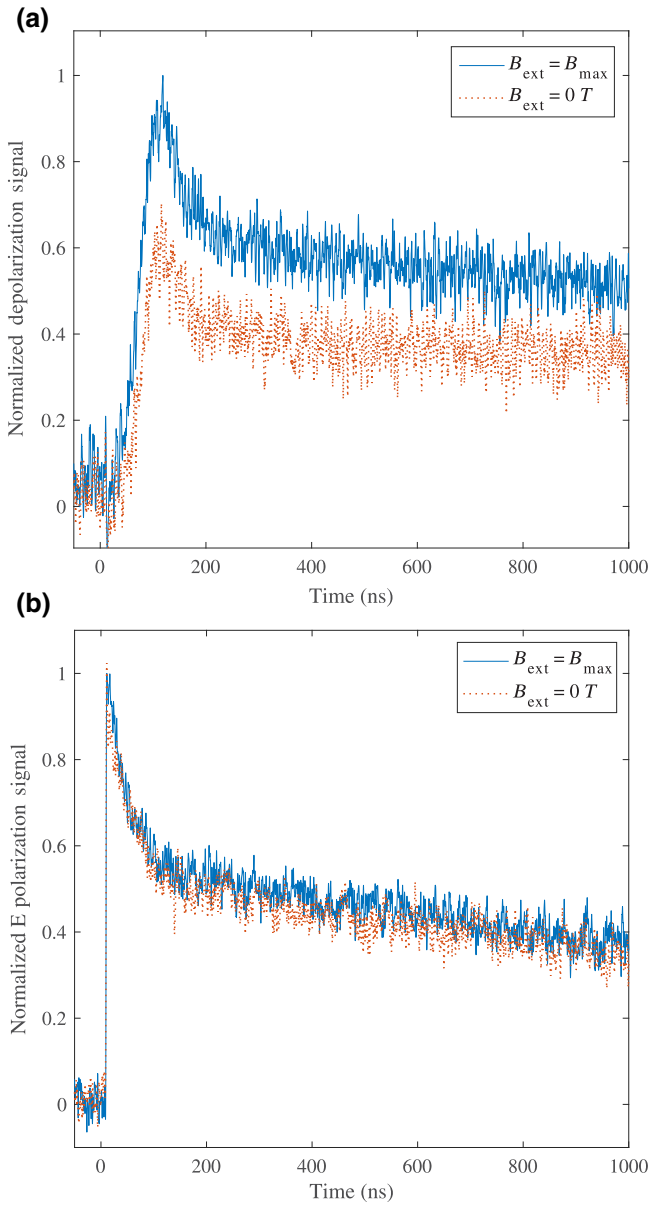 (a)
B_ext = B_max
B_ext = 0 T
Normalized depolarization signal
1
0.8
0.6
0.4
0.2
0
0 200 400 600 800 1000
Time (ns)
(b)
B_ext = B_max
B_ext = 0 T
Normalized E polarization signal
1
0.8
0.6
0.4
0.2
0
0 200 400 600 800 1000
Time (ns)